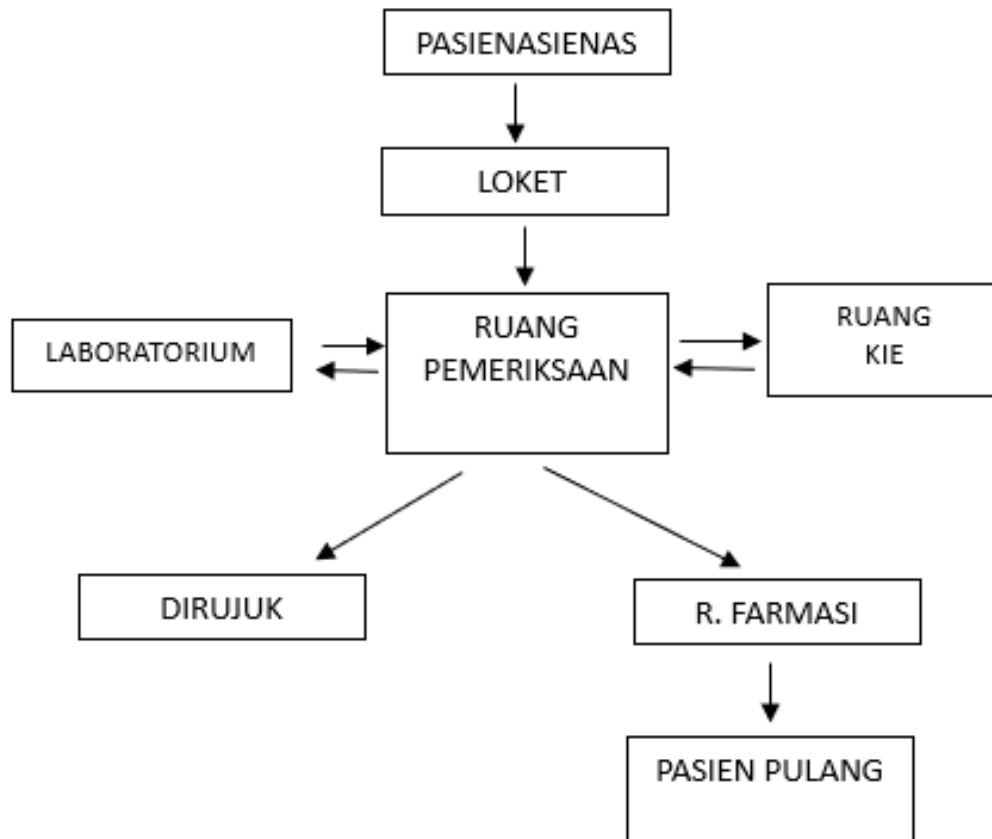 PASIENASIENAS
LOKET
LABORATORIUM
RUANG
PEMERIKSAAN
RUANG
KIE
DIRUJUK
R. FARMASI
PASIEN PULANG